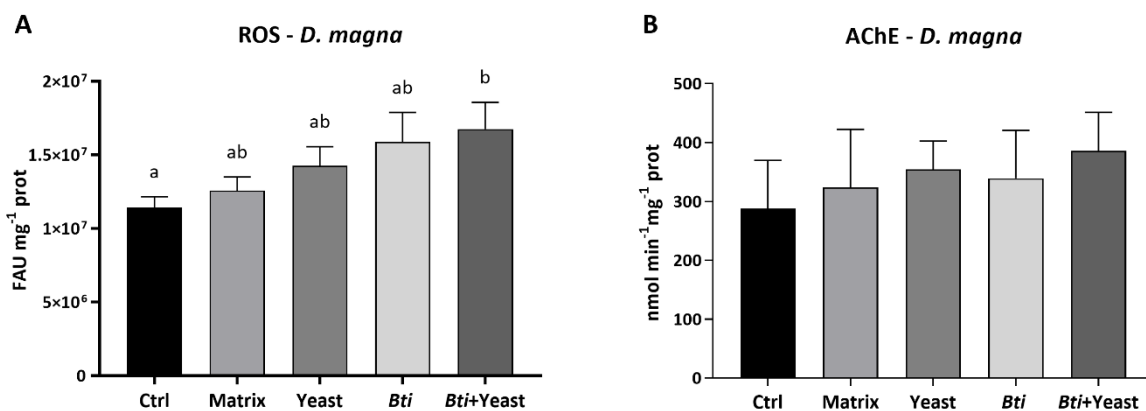 A
ROS - D. magna
FAU mg⁻¹ prot
2×10⁷
1.5×10⁷
1×10⁷
5×10⁶
0
a
ab
ab
ab
b
Ctrl Matrix Yeast Bti Bti+Yeast
B
AChE - D. magna
nmol min⁻¹mg⁻¹ prot
500
400
300
200
100
0
Ctrl Matrix Yeast Bti Bti+Yeast